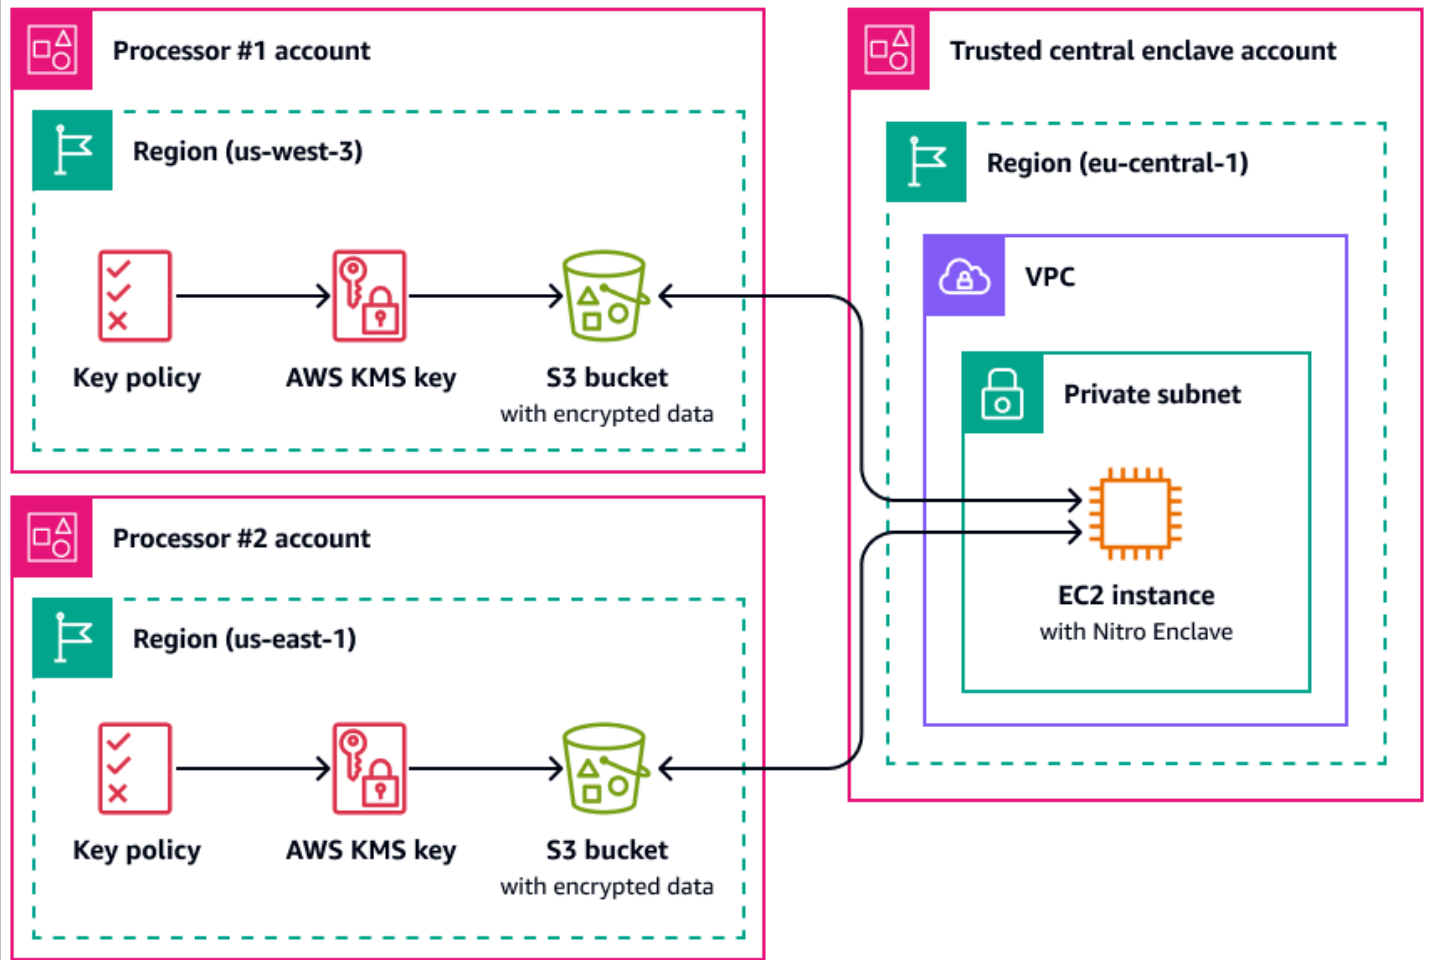 Processor #1 account
Region (us-west-3)
Key policy
AWS KMS key
S3 bucket
with encrypted data
Processor #2 account
Region (us-east-1)
Key policy
AWS KMS key
S3 bucket
with encrypted data
Trusted central enclave account
Region (eu-central-1)
VPC
Private subnet
EC2 instance
with Nitro Enclave